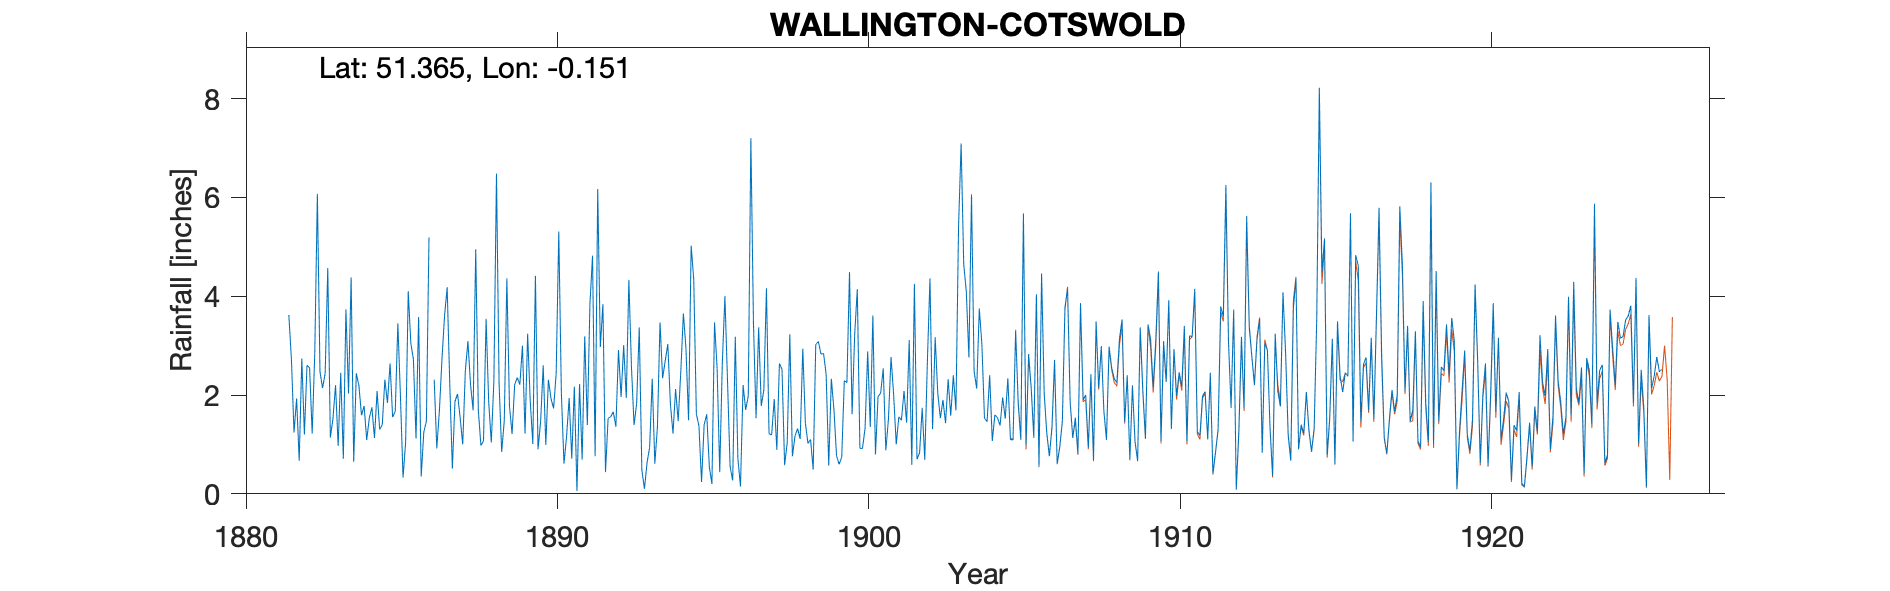 WALLINGTON-COTSWOLD
Lat: 51.365, Lon: -0.151
Rainfall [inches]
8
6
4
2
0
1880 1890 1900 1910 1920
Year